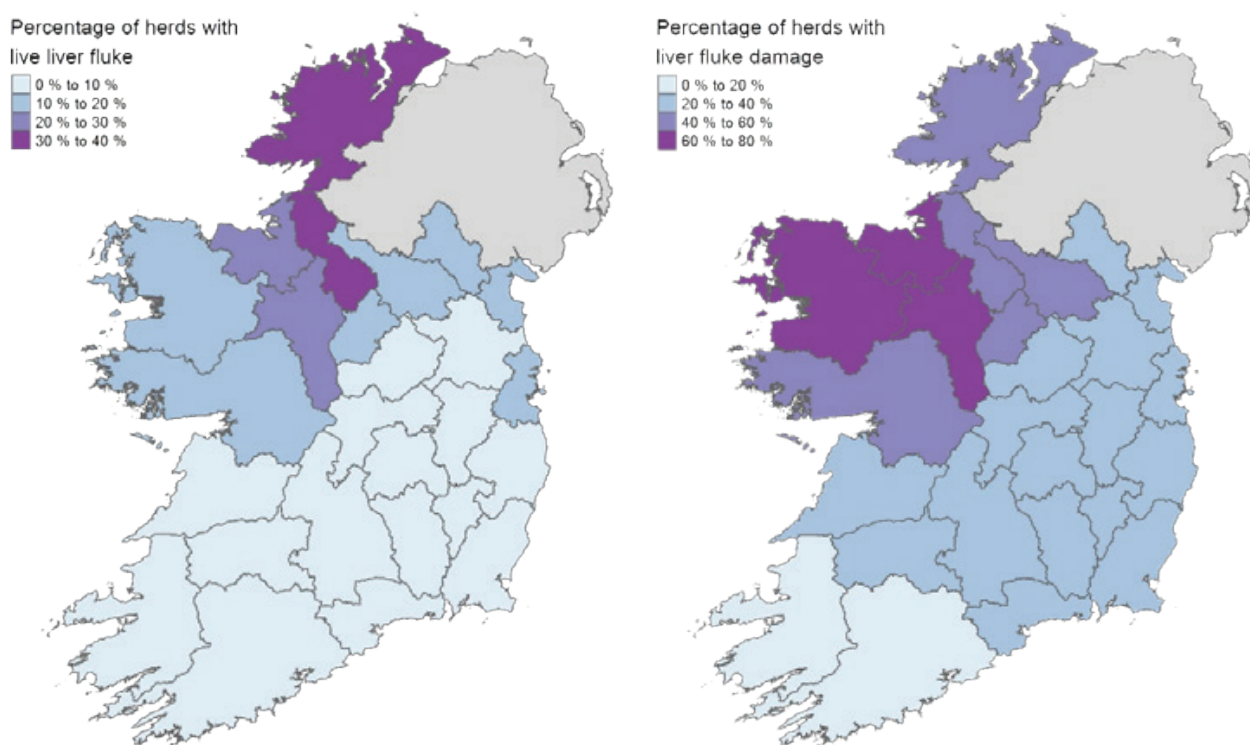 Percentage of herds with
live liver fluke
0 % to 10 %
10 % to 20 %
20 % to 30 %
30 % to 40 %
Percentage of herds with
liver fluke damage
0 % to 20 %
20 % to 40 %
40 % to 60 %
60 % to 80 %